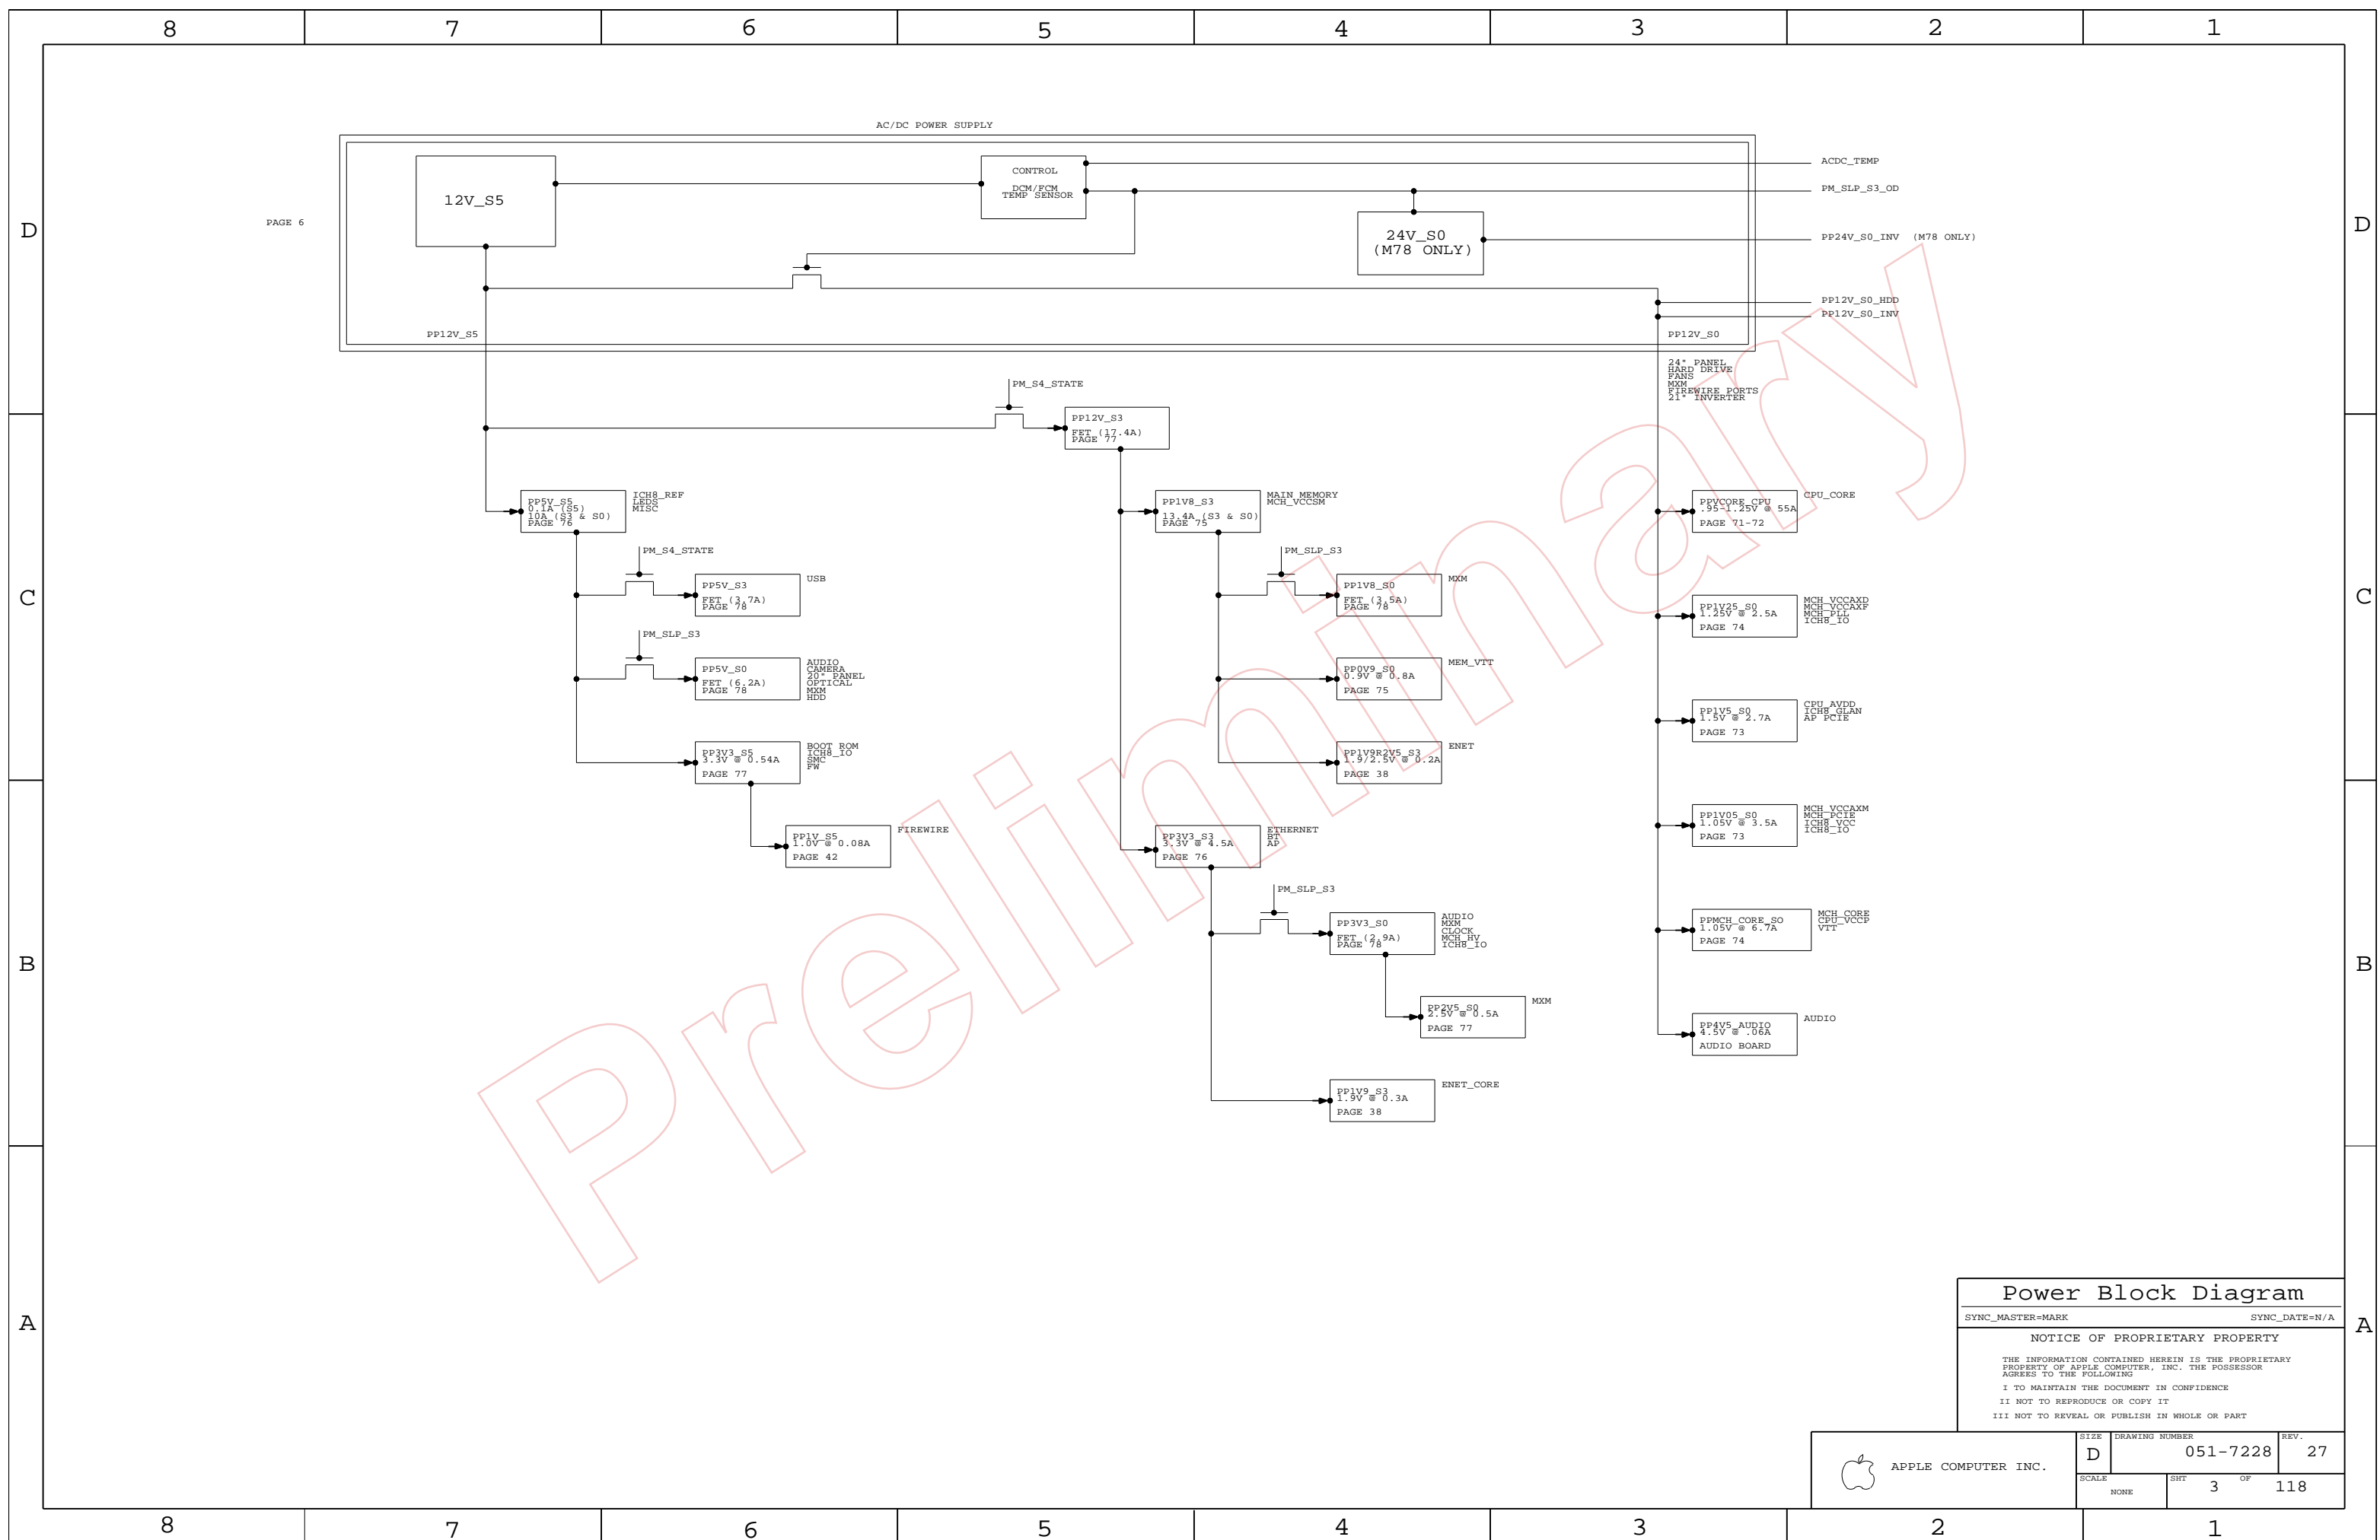 8 7 6 5 4 3 2 1
AC/DC POWER SUPPLY
12V_S5
CONTROL
DCM/FCM
TEMP SENSOR
ACDC_TEMP
PM_SLP_S3_OD
PAGE 6
24V_S0
(M78 ONLY)
PP24V_S0_INV (M78 ONLY)
D
D
PP12V_S0_HDD
PP12V_S0_INV
PP12V_S5
PP12V_S0
24" PANEL
HARD DRIVE
FANS
MXM
FIREWIRE PORTS
21" INVERTER
PM_S4_STATE
PP12V_S3
FET (17.4A)
PAGE 77
PP5V_S5
0.1A (S5)
10A (S3 & S0)
PAGE 76
ICH8_REF
LEDS
MISC
PM_S4_STATE
PP5V_S3
FET (3.7A)
PAGE 78
USB
PM_SLP_S3
PP5V_S0
FET (6.2A)
PAGE 78
AUDIO
CAMERA
20" PANEL
OPTICAL
MXM
HDD
PP3V3_S5
3.3V @ 0.54A
PAGE 77
BOOT ROM
ICH8_IO
SMC
FW
PP1V_S5
1.0V @ 0.08A
PAGE 42
FIREWIRE
PP1V8_S3
13.4A (S3 & S0)
PAGE 75
MAIN MEMORY
MCH_VCCSM
PM_SLP_S3
PP1V8_S0
FET (3.5A)
PAGE 78
MXM
PP0V9_S0
0.9V @ 0.8A
PAGE 75
MEM_VTT
PP1V9R2V5_S3
1.9/2.5V @ 0.2A
PAGE 38
ENET
PP3V3_S3
3.3V @ 4.5A
PAGE 76
ETHERNET
BT
AP
PM_SLP_S3
PP3V3_S0
FET (2.9A)
PAGE 78
AUDIO
MXM
CLOCK
MCH_HV
ICH8_IO
PP2V5_S0
2.5V @ 0.5A
PAGE 77
MXM
PP1V9_S3
1.9V @ 0.3A
PAGE 38
ENET_CORE
PPVCORE_CPU
.95-1.25V @ 55A
PAGE 71-72
CPU_CORE
PP1V25_S0
1.25V @ 2.5A
PAGE 74
MCH_VCCAXD
MCH_VCCAXF
MCH_PLL
ICH8_IO
PP1V5_S0
1.5V @ 2.7A
PAGE 73
CPU_AVDD
ICH8_GLAN
AP PCIE
PP1V05_S0
1.05V @ 3.5A
PAGE 73
MCH_VCCAXM
MCH_PCIE
ICH8_VCC
ICH8_IO
PPMCH_CORE_SO
1.05V @ 6.7A
PAGE 74
MCH_CORE
CPU_VCCP
VTT
PP4V5_AUDIO
4.5V @ .06A
AUDIO BOARD
AUDIO
C
C
B
B
A
A
Preliminary
Power Block Diagram
SYNC_MASTER=MARK SYNC_DATE=N/A
NOTICE OF PROPRIETARY PROPERTY
THE INFORMATION CONTAINED HEREIN IS THE PROPRIETARY
PROPERTY OF APPLE COMPUTER, INC. THE POSSESSOR
AGREES TO THE FOLLOWING
I TO MAINTAIN THE DOCUMENT IN CONFIDENCE
II NOT TO REPRODUCE OR COPY IT
III NOT TO REVEAL OR PUBLISH IN WHOLE OR PART
APPLE COMPUTER INC.
SIZE DRAWING NUMBER REV.
D 051-7228 27
SCALE SHT OF
NONE 3 118
8 7 6 5 4 3 2 1